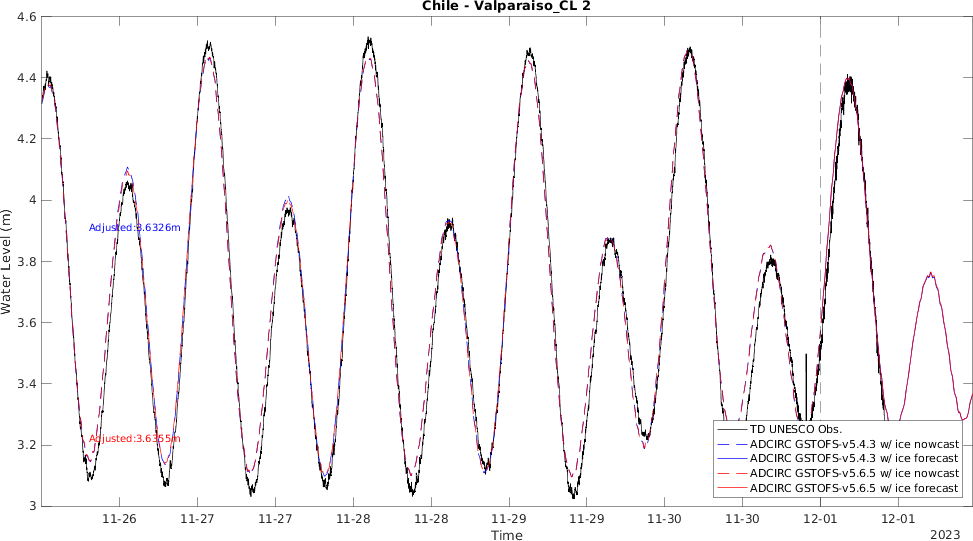 Chile - Valparaiso_CL 2
4.6
4.4
4.2
4
3.8
3.6
3.4
3.2
3
Water Level (m)
Adjusted:3.6326m
Adjusted:3.6355m
TD UNESCO Obs.
ADCIRC GSTOFS-v5.4.3 w/ ice nowcast
ADCIRC GSTOFS-v5.4.3 w/ ice forecast
ADCIRC GSTOFS-v5.6.5 w/ ice nowcast
ADCIRC GSTOFS-v5.6.5 w/ ice forecast
11-26 11-27 11-27 11-28 11-28 11-29 11-29 11-30 11-30 12-01 12-01
Time
2023